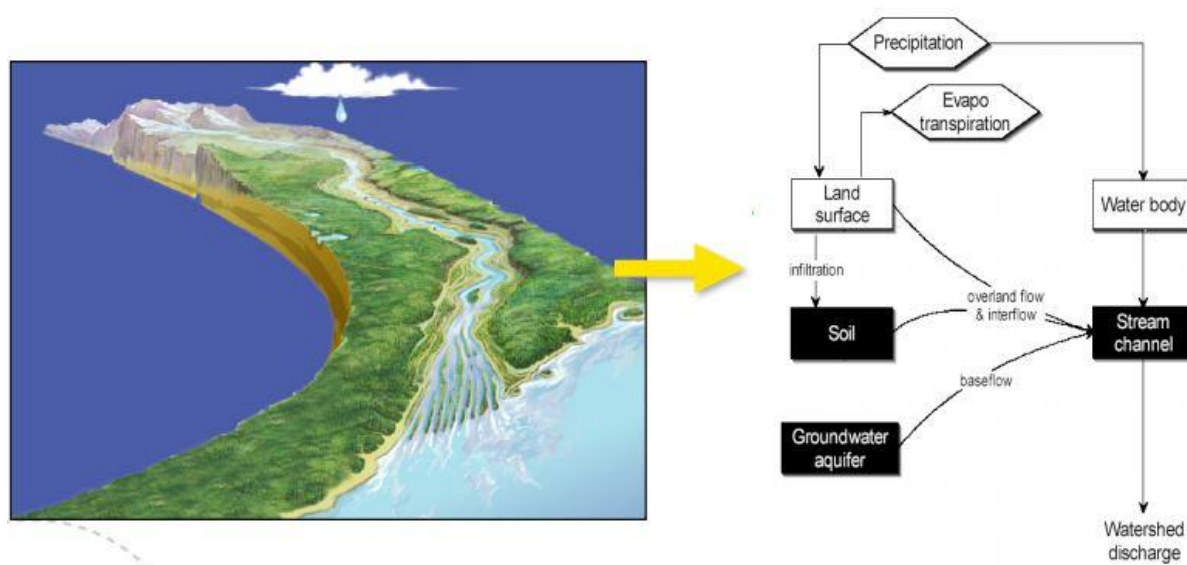 Precipitation
Evapo
transpiration
Land
surface
Water body
infiltration
overland flow
& interflow
Soil
Stream
channel
baseflow
Groundwater
aquifer
Watershed
discharge